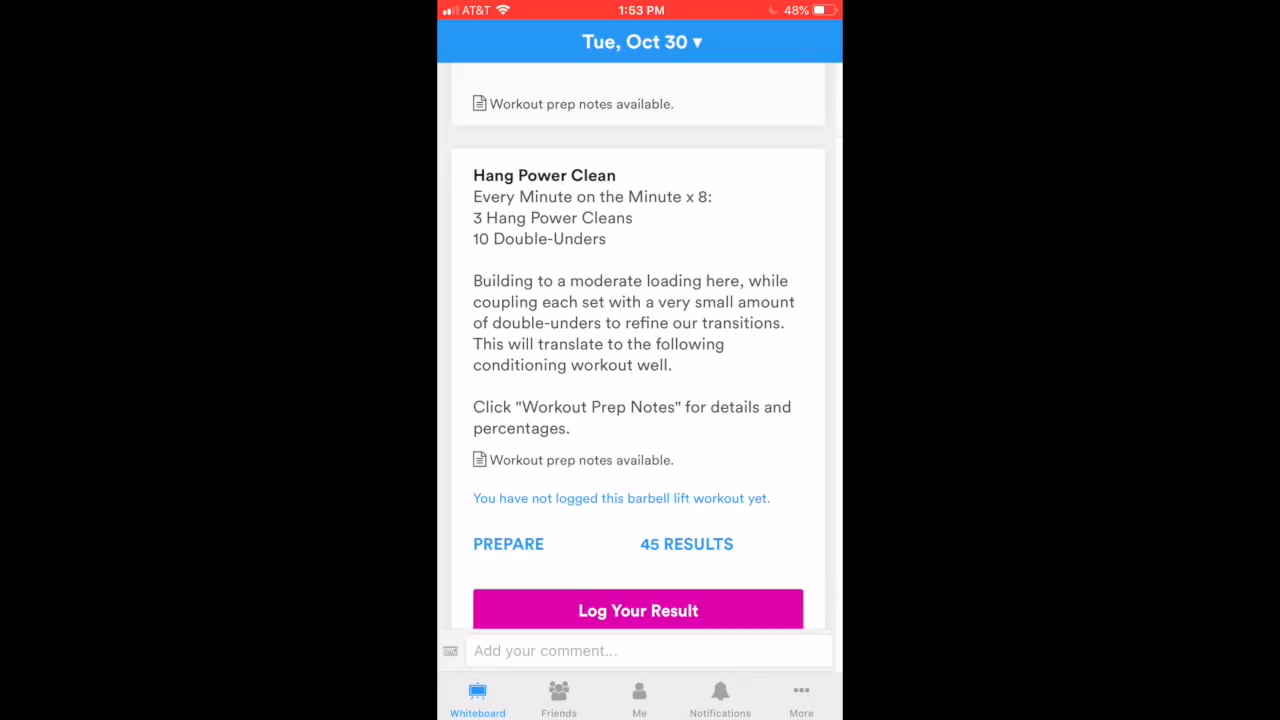 AT&T 1:53 PM 48%
Tue, Oct 30 ▾
Workout prep notes available.
Hang Power Clean
Every Minute on the Minute x 8:
3 Hang Power Cleans
10 Double-Unders
Building to a moderate loading here, while
coupling each set with a very small amount
of double-unders to refine our transitions.
This will translate to the following
conditioning workout well.
Click "Workout Prep Notes" for details and
percentages.
Workout prep notes available.
You have not logged this barbell lift workout yet.
PREPARE 45 RESULTS
Log Your Result
Add your comment...
Whiteboard Friends Me Notifications More